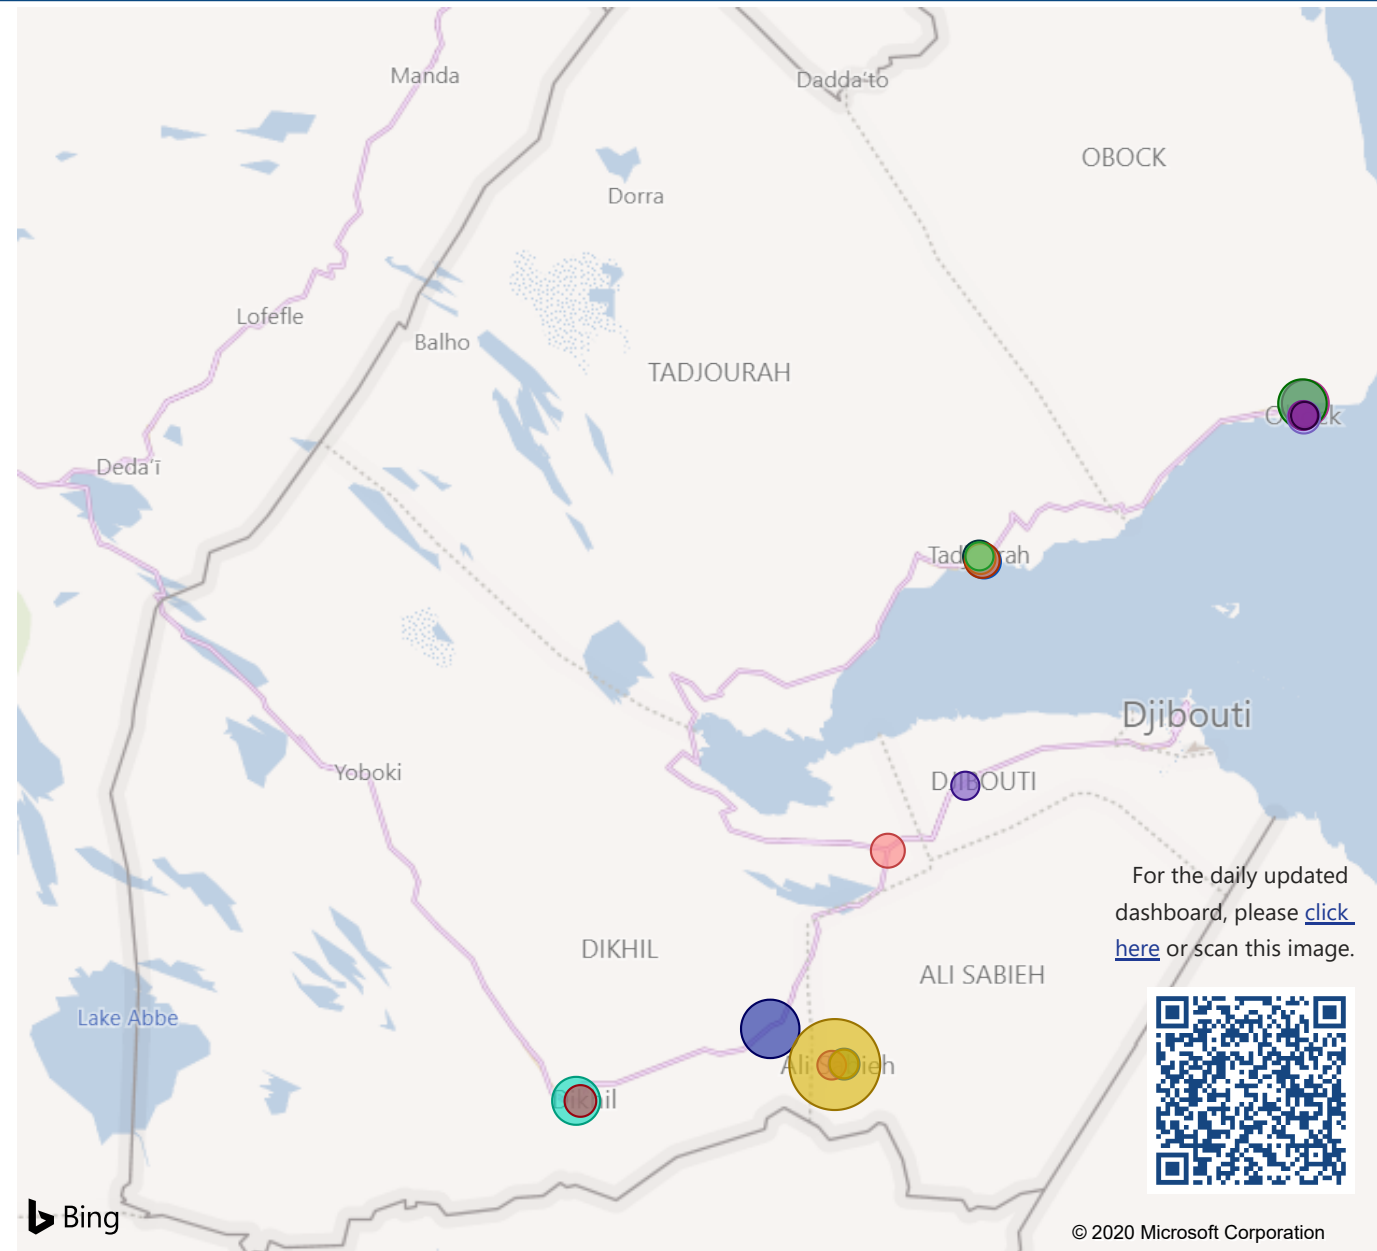 Manda
Dadda'to
OBOCK
Dorra
Lofefle
Balho
TADJOURAH
Deda'ī
Djibouti
Yoboki
DJIBOUTI
For the daily updated
dashboard, please click
here or scan this image.
DIKHIL
ALI SABIEH
Lake Abbe
Bing
© 2020 Microsoft Corporation